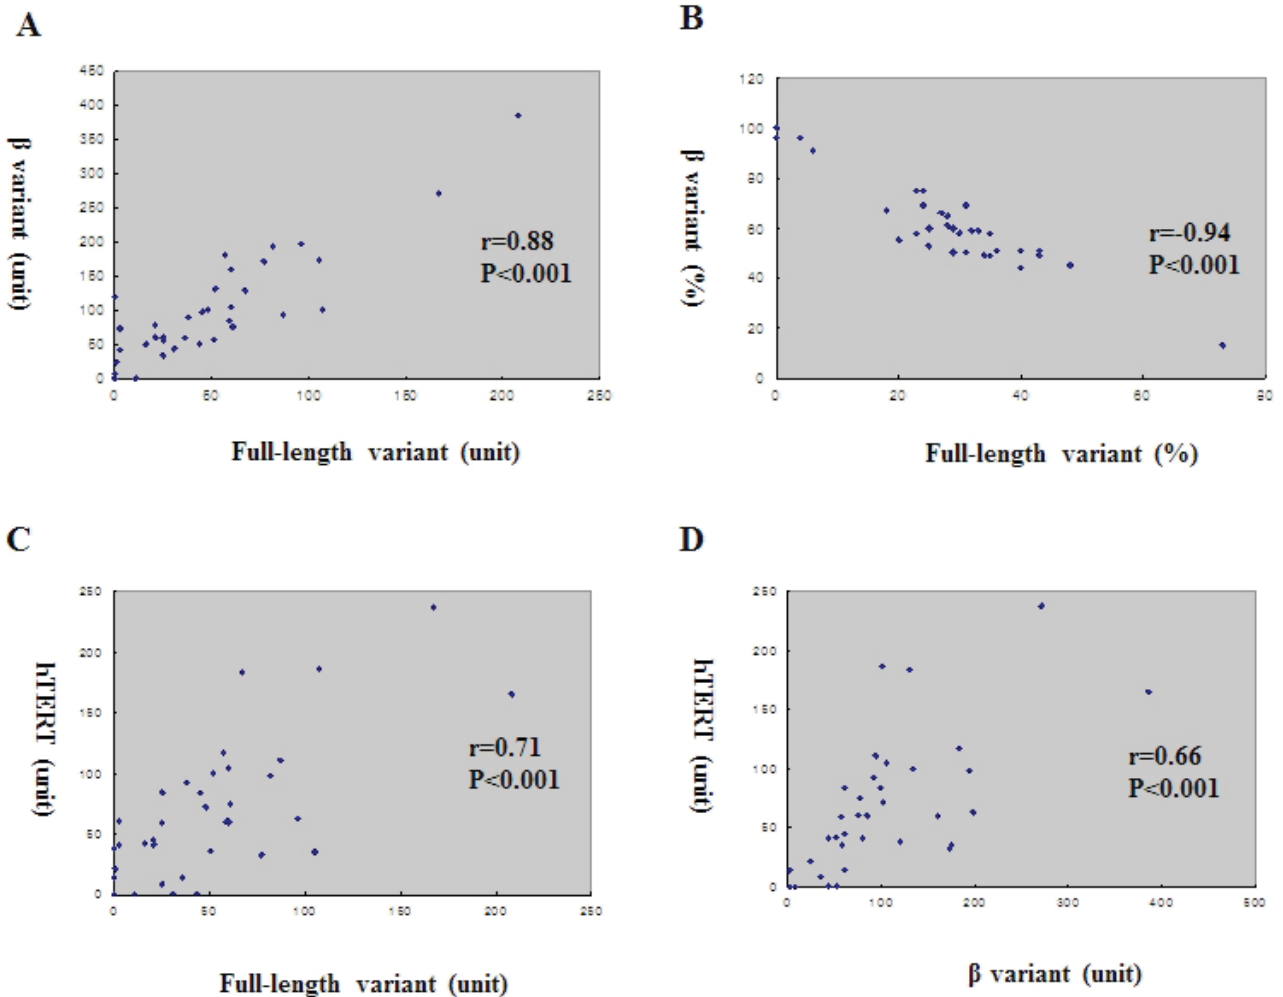 A
450
400
350
300
250
200
150
100
50
0
β variant (unit)
r=0.88
P<0.001
0 50 100 150 200 250
Full-length variant (unit)
B
120
100
80
60
40
20
0
β variant (%)
r=-0.94
P<0.001
0 20 40 60 80
Full-length variant (%)
C
250
200
150
100
50
0
hTERT (unit)
r=0.71
P<0.001
0 50 100 150 200 250
Full-length variant (unit)
D
250
200
150
100
50
0
hTERT (unit)
r=0.66
P<0.001
0 100 200 300 400 500
β variant (unit)